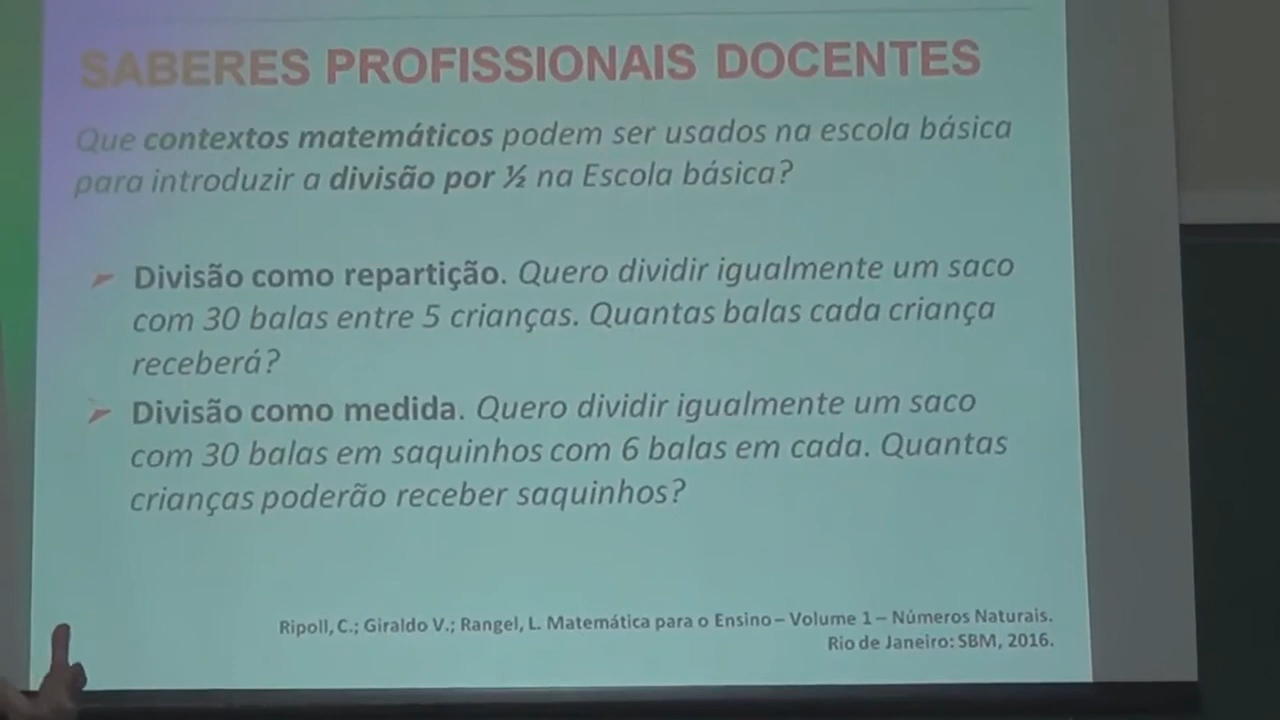 SABERES PROFISSIONAIS DOCENTES
Que contextos matemáticos podem ser usados na escola básica
para introduzir a divisão por ½ na Escola básica?
Divisão como repartição. Quero dividir igualmente um saco
com 30 balas entre 5 crianças. Quantas balas cada criança
receberá?
Divisão como medida. Quero dividir igualmente um saco
com 30 balas em saquinhos com 6 balas em cada. Quantas
crianças poderão receber saquinhos?
Ripoll, C.; Giraldo V.; Rangel, L. Matemática para o Ensino – Volume 1 – Números Naturais.
Rio de Janeiro: SBM, 2016.